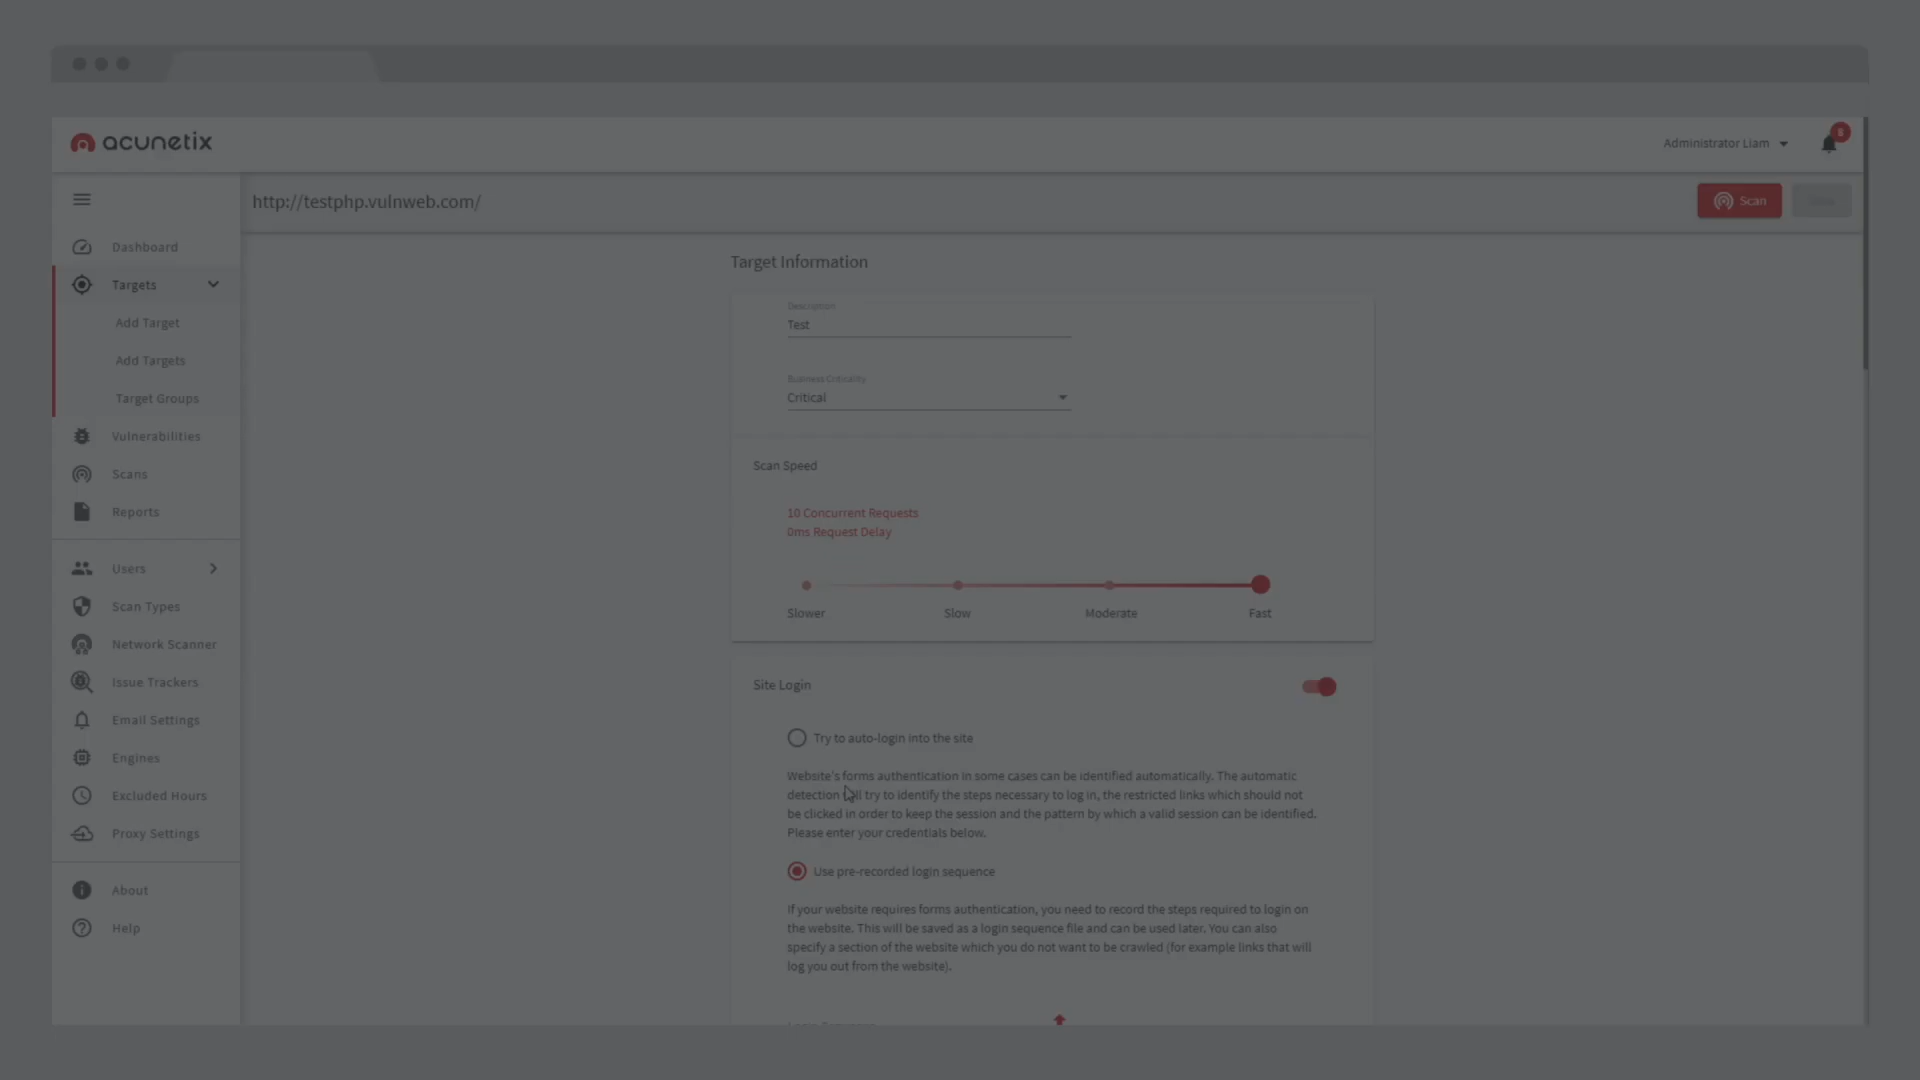 acunetix
Administrator Liam
8
http://testphp.vulnweb.com/
Scan
Dashboard
Targets
Add Target
Add Targets
Target Groups
Vulnerabilities
Scans
Reports
Users
Scan Types
Network Scanner
Issue Trackers
Email Settings
Engines
Excluded Hours
Proxy Settings
About
Help
Target Information
Description
Test
Business Criticality
Critical
Scan Speed
10 Concurrent Requests
0ms Request Delay
Slower Slow Moderate Fast
Site Login
Try to auto-login into the site
Website's forms authentication in some cases can be identified automatically. The automatic
detection will try to identify the steps necessary to log in, the restricted links which should not
be clicked in order to keep the session and the pattern by which a valid session can be identified.
Please enter your credentials below.
Use pre-recorded login sequence
If your website requires forms authentication, you need to record the steps required to login on
the website. This will be saved as a login sequence file and can be used later. You can also
specify a section of the website which you do not want to be crawled (for example links that will
log you out from the website).